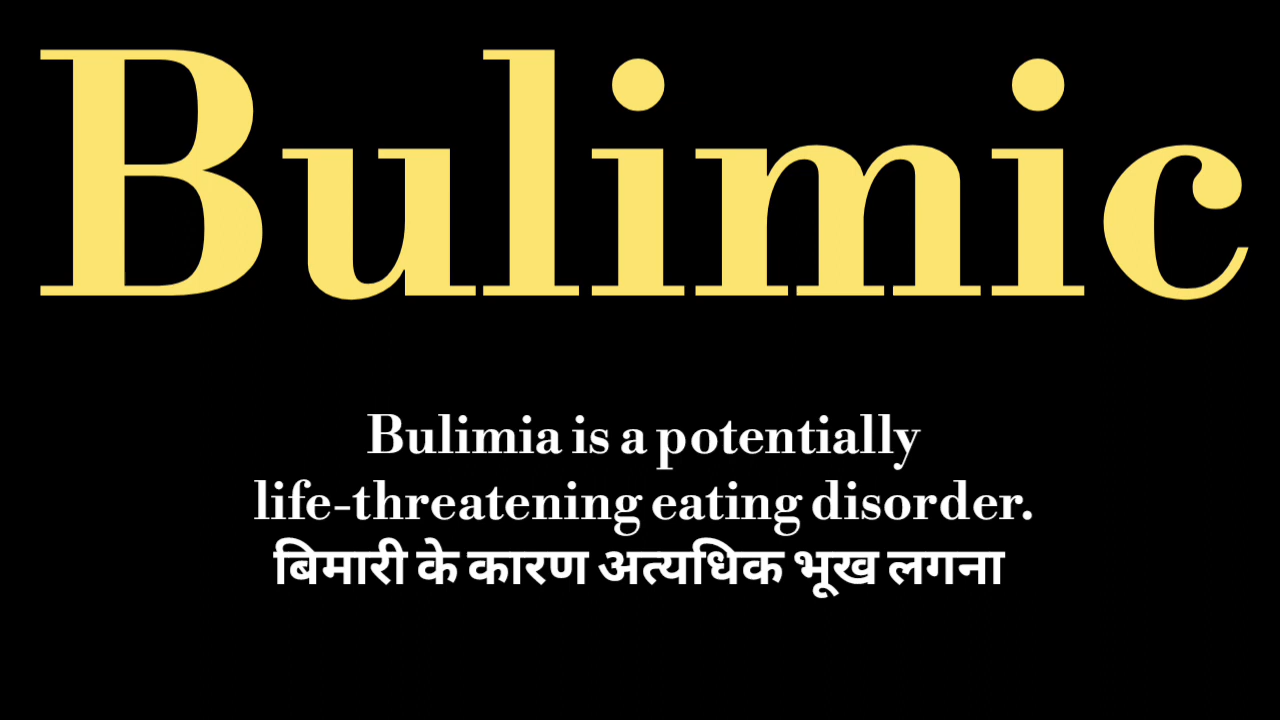 Bulimic
Bulimia is a potentially
life-threatening eating disorder.
बिमारी के कारण अत्यधिक भूख लगना